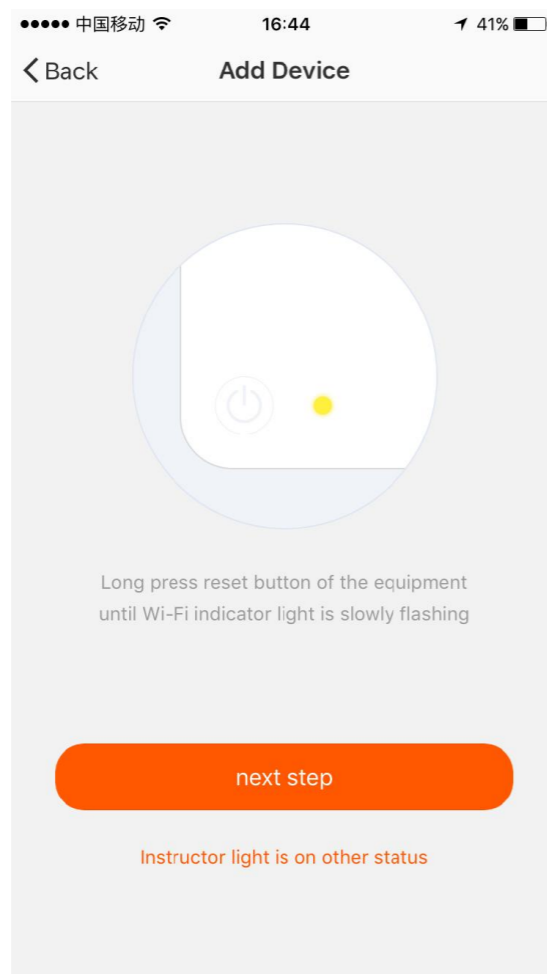 中国移动 16:44 41%
Back Add Device
Long press reset button of the equipment
until Wi-Fi indicator light is slowly flashing
next step
Instructor light is on other status